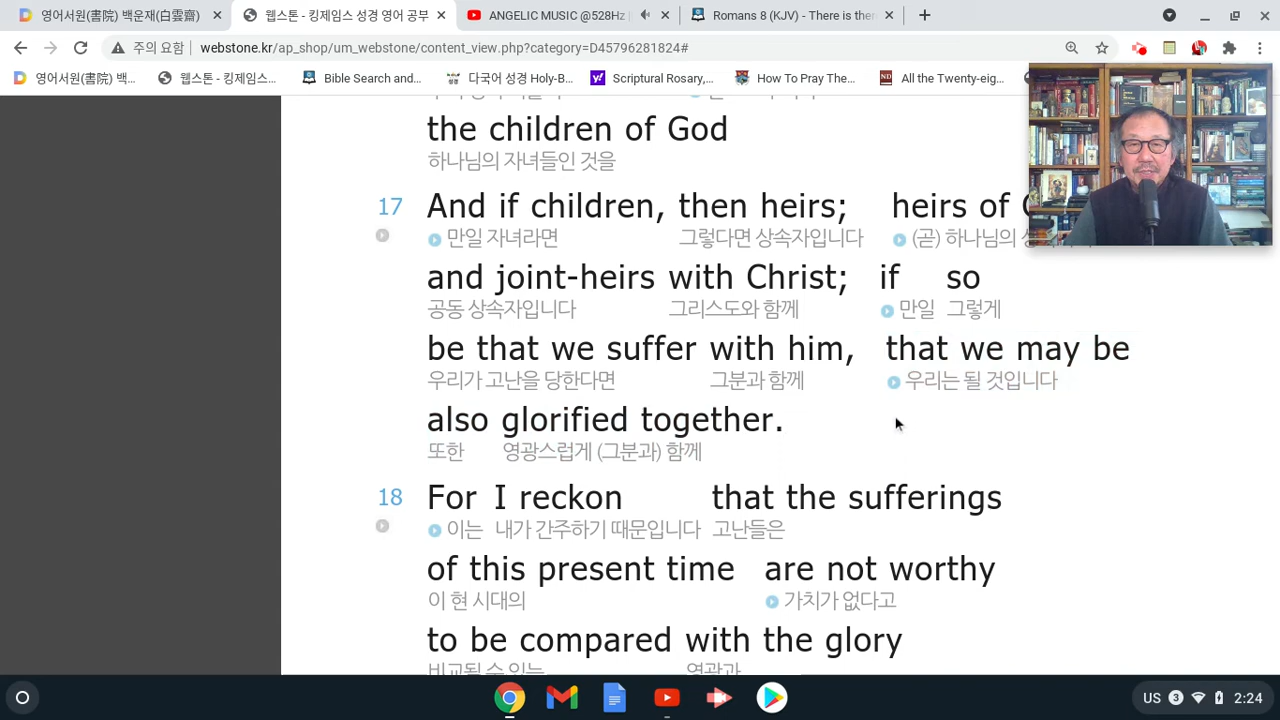 영어서원(書院) 백운재(白雲齋)
웹스톤 - 킹제임스 성경 영어 공부
ANGELIC MUSIC @528Hz
Romans 8 (KJV) - There is ther
주의 요함
webstone.kr/ap_shop/um_webstone/content_view.php?category=D45796281824#
영어서원(書院) 백...
웹스톤 - 킹제임스...
Bible Search and...
다국어 성경 Holy-B...
Scriptural Rosary,...
How To Pray The...
All the Twenty-eig...
the children of God
하나님의 자녀들인 것을
17 And if children, then heirs; heirs of
만일 자녀라면 그렇다면 상속자입니다 (곧) 하나님의
and joint-heirs with Christ; if so
공동 상속자입니다 그리스도와 함께 만일 그렇게
be that we suffer with him, that we may be
우리가 고난을 당한다면 그분과 함께 우리는 될 것입니다
also glorified together.
또한 영광스럽게 (그분과) 함께
18 For I reckon that the sufferings
이는 내가 간주하기 때문입니다 고난들은
of this present time are not worthy
이 현 시대의 가치가 없다고
to be compared with the glory
비교될 수 있는 영광과
US 3 2:24